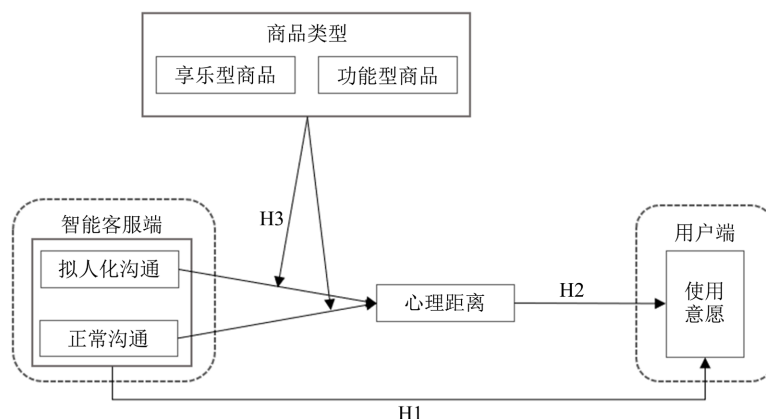 商品类型
享乐型商品
功能型商品
H3
智能客服端
用户端
拟人化沟通
心理距离
H2
使用
意愿
正常沟通
H1